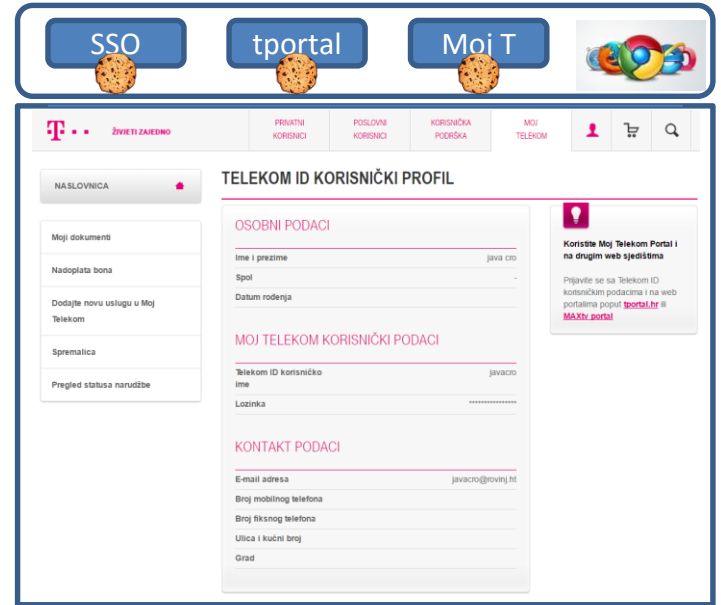 SSO
tportal
Moj T
T ŽIVJETI ZAJEDNO
PRIVATNI KORISNICI
POSLOVNI KORISNICI
KORISNIČKA PODRŠKA
MOJ TELEKOM
NASLOVNICA
Moji dokumenti
Nadoplata bona
Dodajte novu uslugu u Moj
Telekom
Spremalica
Pregled statusa narudžbe
TELEKOM ID KORISNIČKI PROFIL
OSOBNI PODACI
Ime i prezime java cro
Spol -
Datum rođenja
MOJ TELEKOM KORISNIČKI PODACI
Telekom ID korisničko javacro
ime
Lozinka ****************
KONTAKT PODACI
E-mail adresa javacro@rovinj.ht
Broj mobilnog telefona
Broj fiksnog telefona
Ulica i kućni broj
Grad
Koristite Moj Telekom Portal i
na drugim web sjedištima
Prijavite se sa Telekom ID
korisničkim podacima i na web
portalima poput tportal.hr ili
MAXtv portal